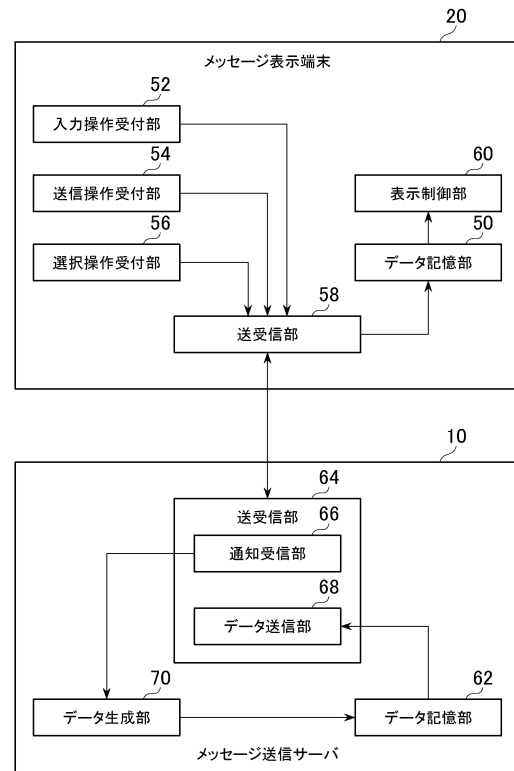 20
メッセージ表示端末
52
入力操作受付部
54
送信操作受付部
56
選択操作受付部
60
表示制御部
50
データ記憶部
58
送受信部
10
64
送受信部
66
通知受信部
68
データ送信部
70
データ生成部
62
データ記憶部
メッセージ送信サーバ